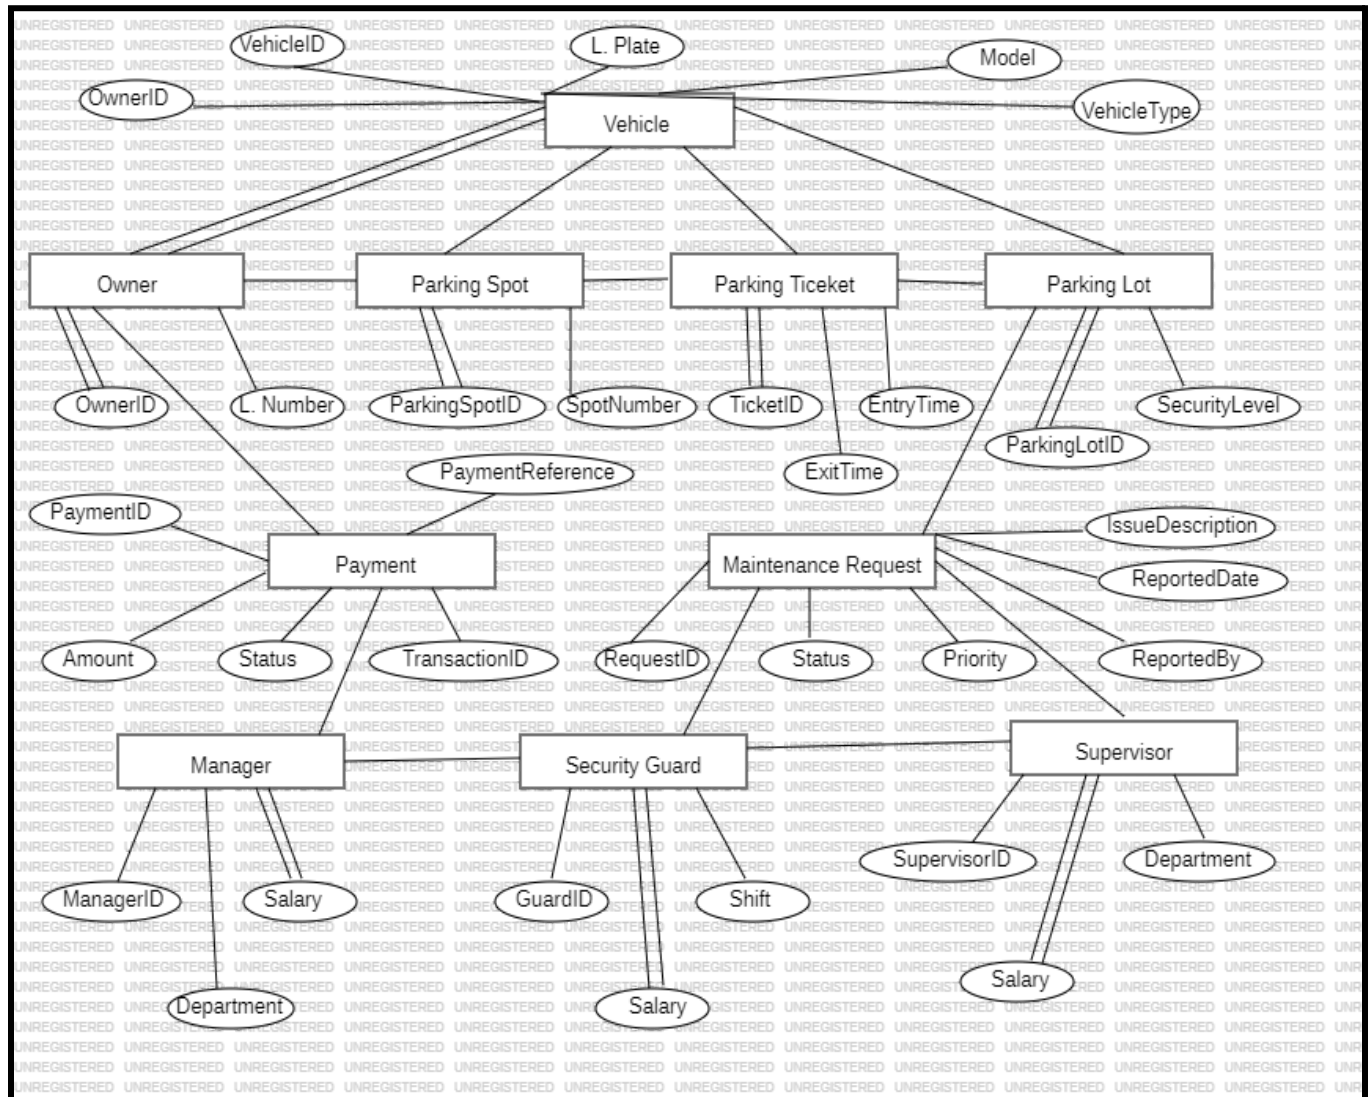 VehicleID
L. Plate
Model
OwnerID
VehicleType
Vehicle
Owner
Parking Spot
Parking Ticeket
Parking Lot
OwnerID
L. Number
ParkingSpotID
SpotNumber
TicketID
EntryTime
SecurityLevel
ParkingLotID
PaymentReference
ExitTime
PaymentID
IssueDescription
Payment
Maintenance Request
ReportedDate
Amount
Status
TransactionID
RequestID
Status
Priority
ReportedBy
Manager
Security Guard
Supervisor
SupervisorID
Department
ManagerID
Salary
GuardID
Shift
Salary
Department
Salary
UNREGISTERED